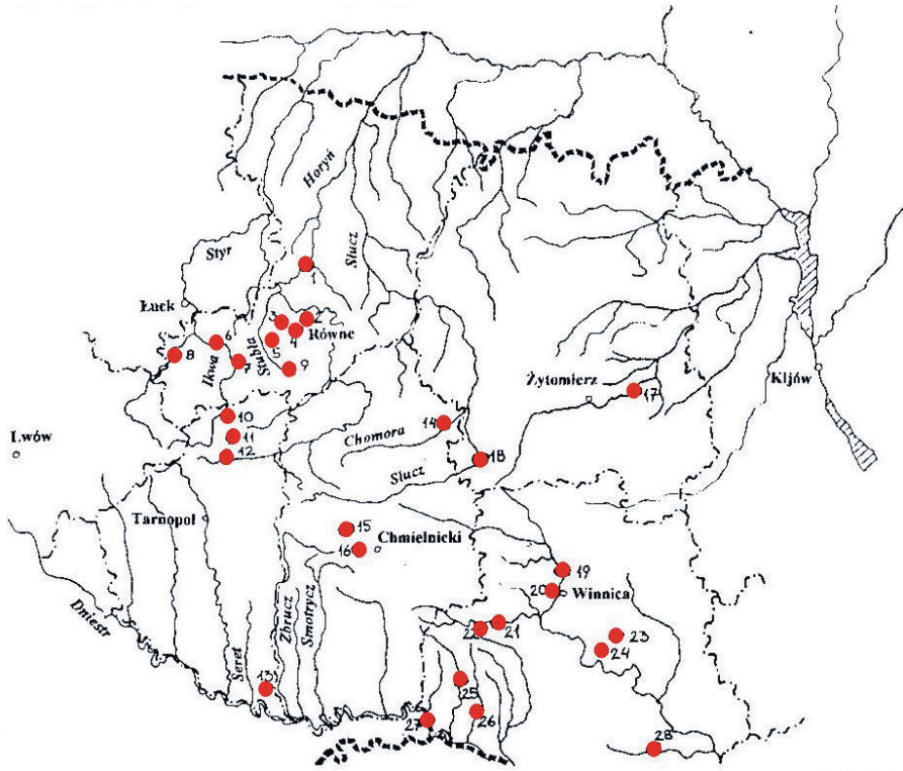 Horyń
Słucz
Styr
1
Łuck
3
2
Równe
4
6
5
8
Ikwa
7
Stubła
9
Żytomierz
17
Kijów
10
14
11
Chomora
Lwów
12
18
Słucz
Tarnopol
15
16
Chmielnicki
19
20
Winnica
Zbrucz
Smotrycz
Dniestr
22
21
23
24
Seret
13
25
27
26
28